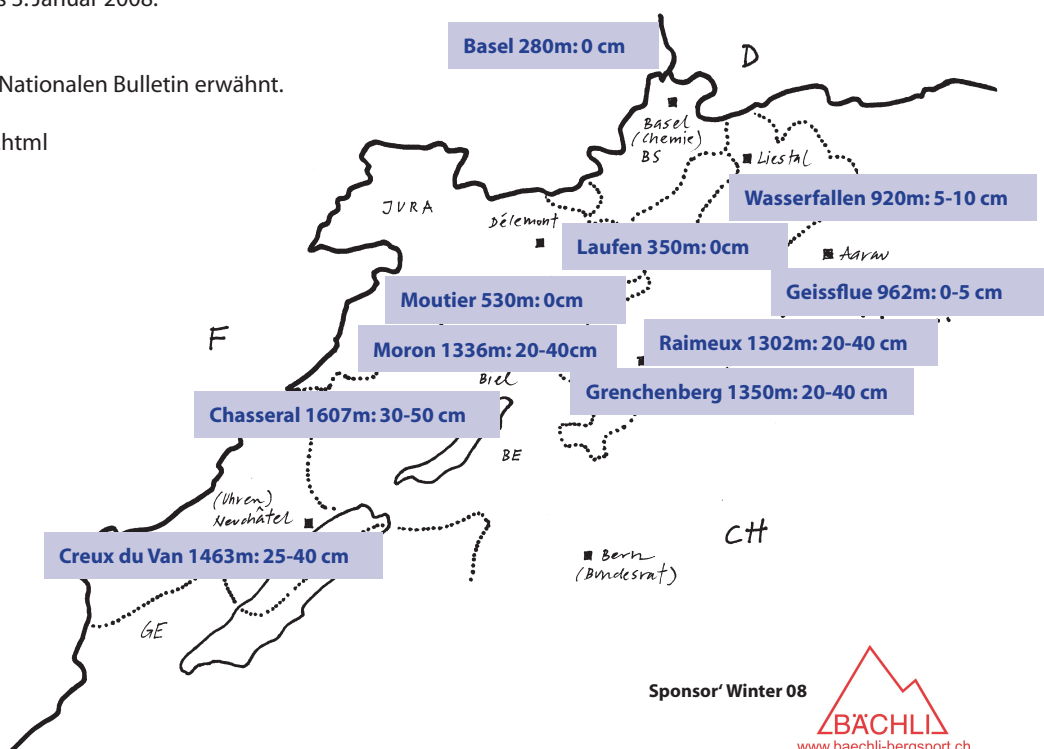 s 3. Januar 2008.
Nationalen Bulletin erwähnt.
html
Basel 280m: 0 cm
D
Basel
(Chemie)
BS
Liestal
Wasserfallen 920m: 5-10 cm
JURA
Délemont
Laufen 350m: 0cm
Aarau
Moutier 530m: 0cm
Geissflue 962m: 0-5 cm
F
Moron 1336m: 20-40cm
Raimeux 1302m: 20-40 cm
Biel
Grenchenberg 1350m: 20-40 cm
Chasseral 1607m: 30-50 cm
BE
(Uhren)
Neuchâtel
CH
Creux du Van 1463m: 25-40 cm
Bern
(Bundesrat)
GE
Sponsor‘ Winter 08
BÄCHLI
www.baechli-bergsport.ch